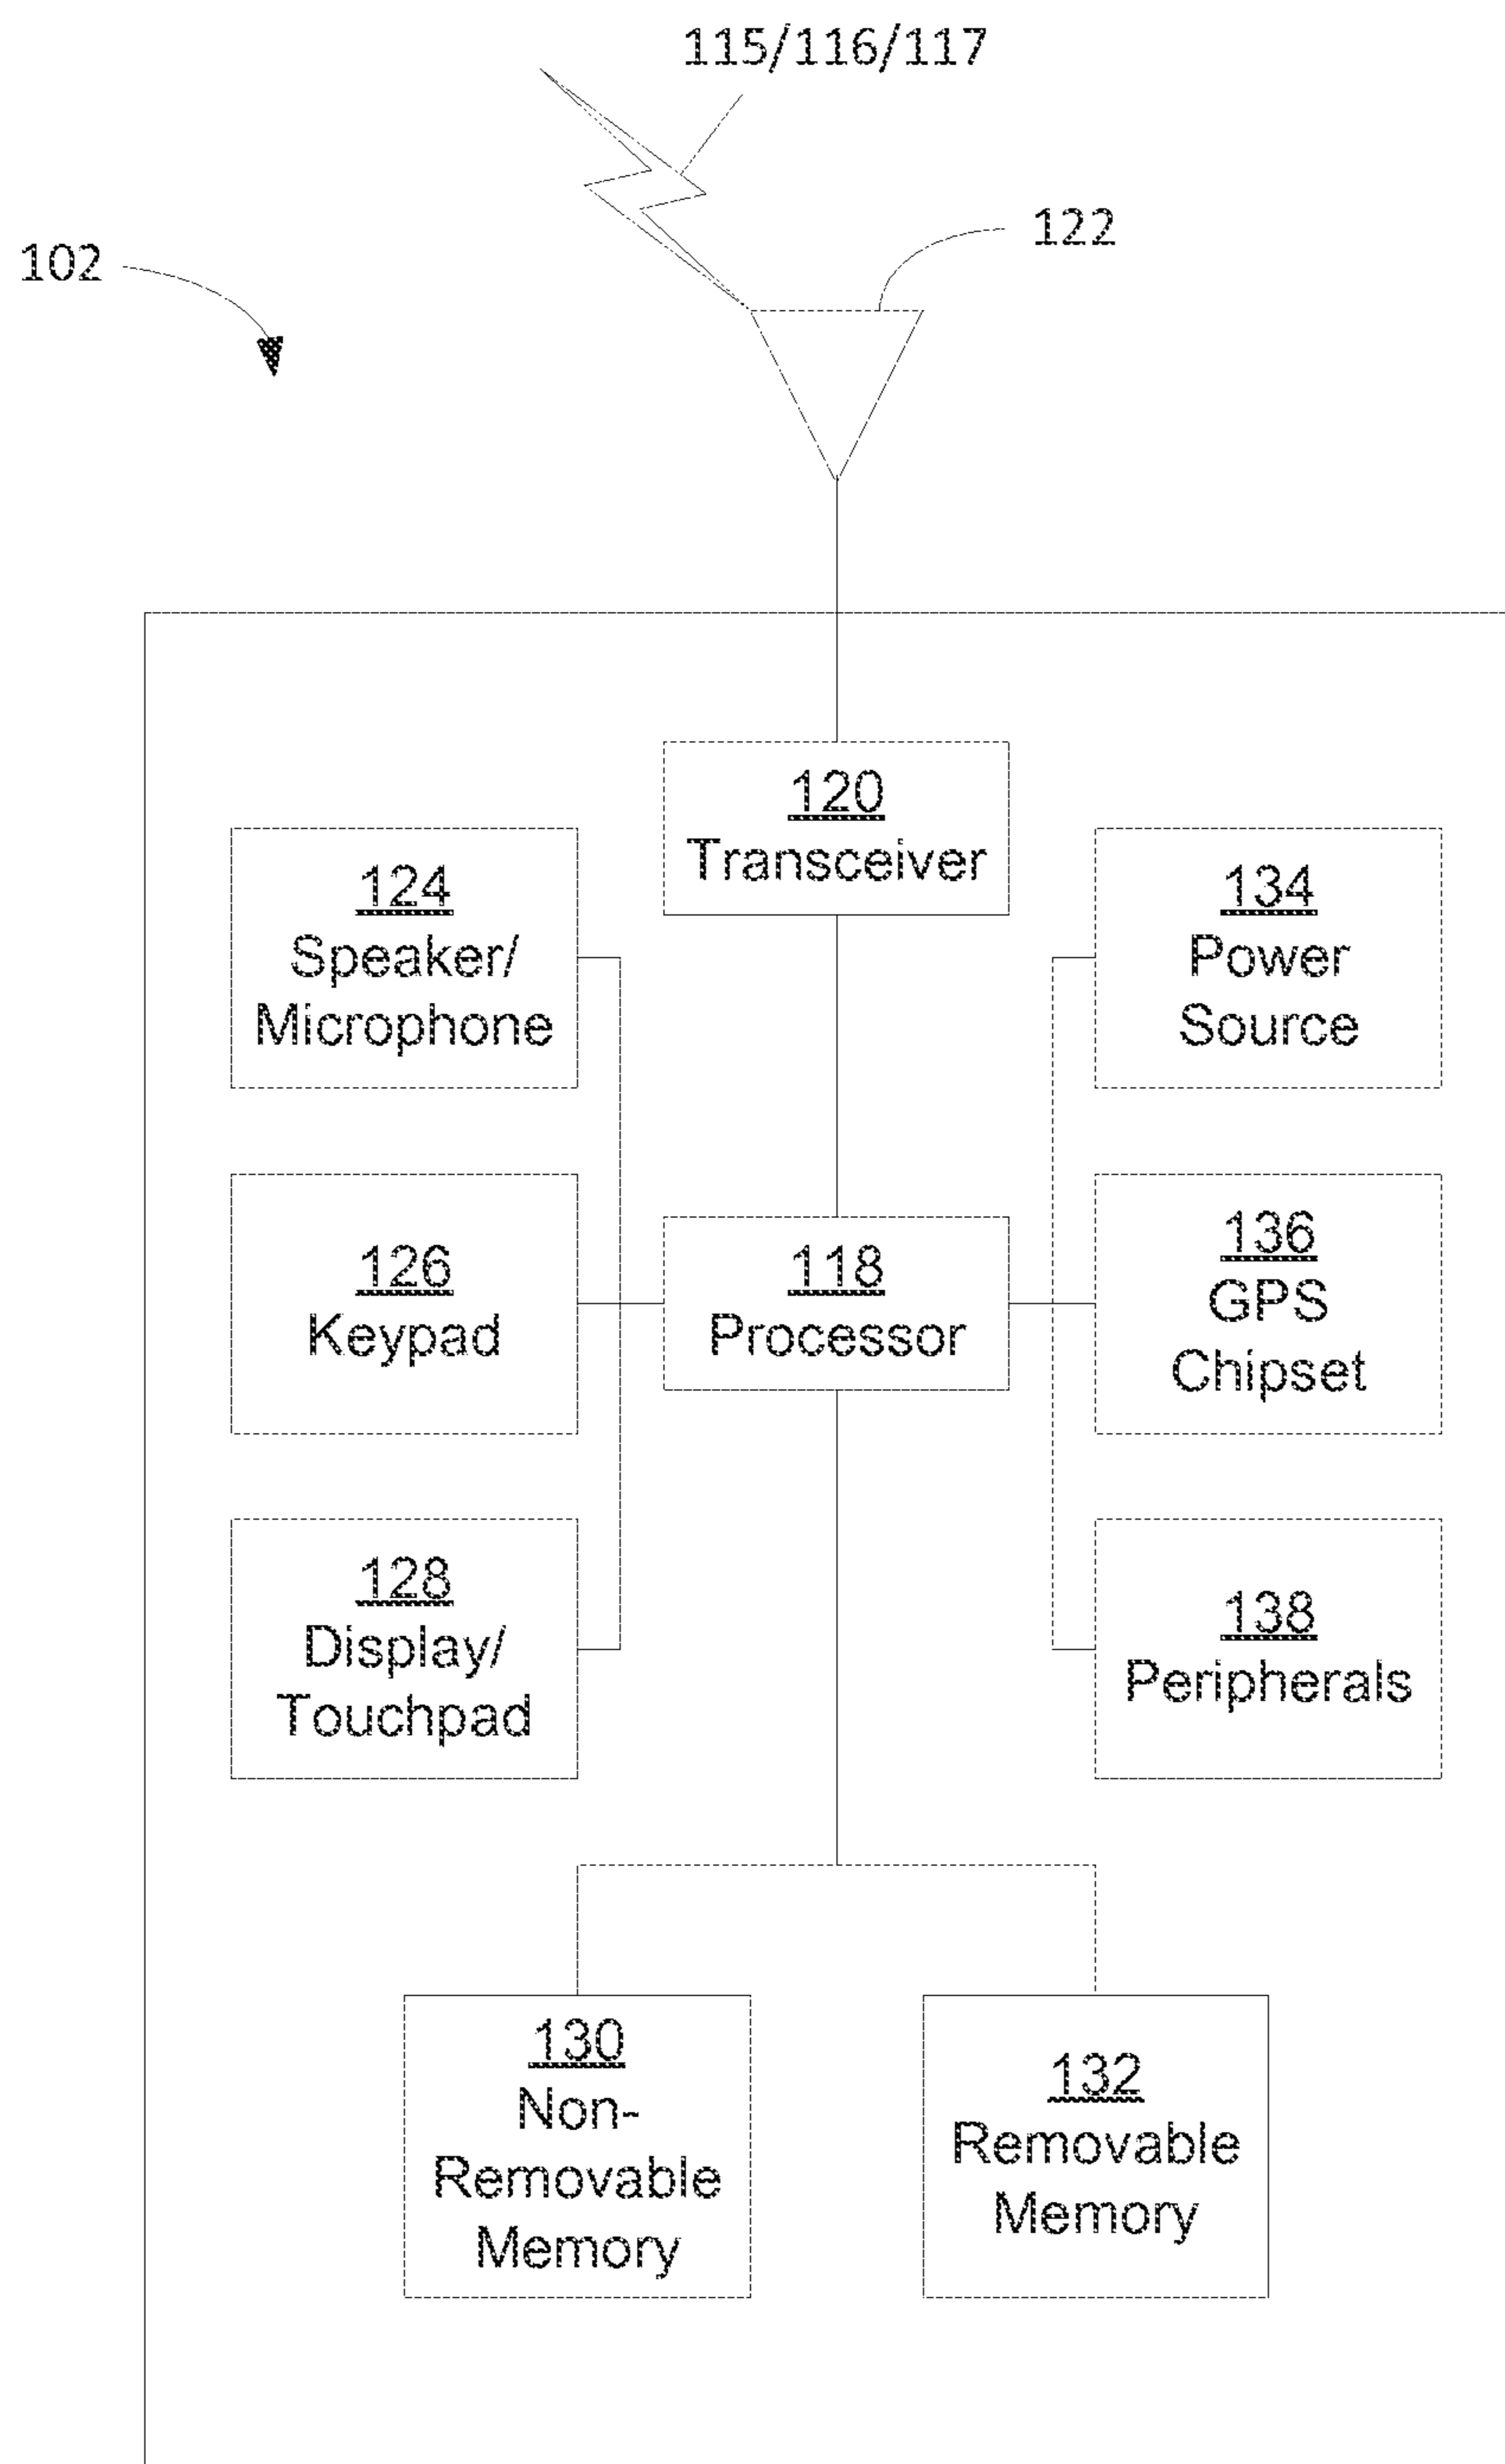 115/116/117
122
102
120
Transceiver
124
Speaker/
Microphone
134
Power
Source
126
Keypad
118
Processor
136
GPS
Chipset
128
Display/
Touchpad
138
Peripherals
130
Non-
Removable
Memory
132
Removable
Memory